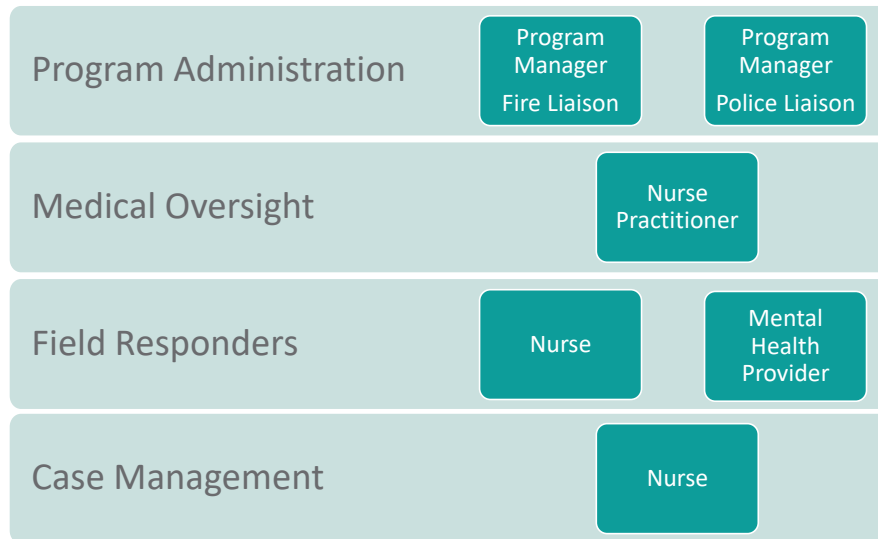 Program Administration
Program
Manager
Fire Liaison
Program
Manager
Police Liaison
Medical Oversight
Nurse
Practitioner
Field Responders
Nurse
Mental
Health
Provider
Case Management
Nurse